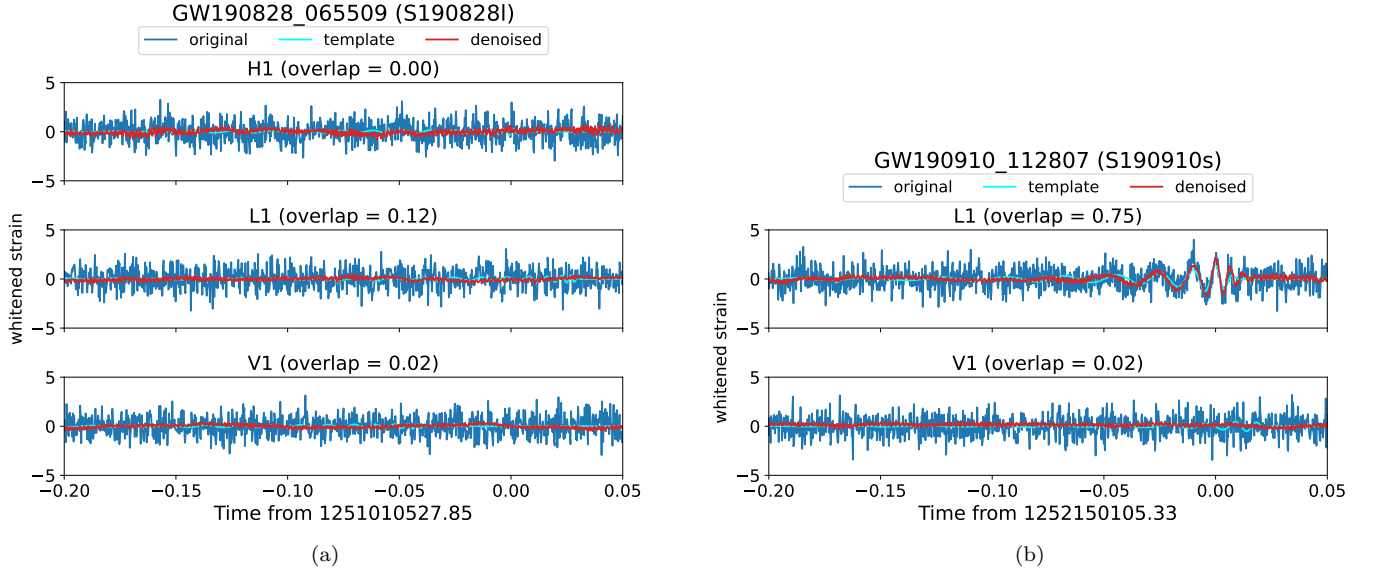 GW190828_065509 (S190828l)
original template denoised
H1 (overlap = 0.00)
5
0
−5
L1 (overlap = 0.12)
5
0
−5
V1 (overlap = 0.02)
5
0
−5
whitened strain
−0.20 −0.15 −0.10 −0.05 0.00 0.05
Time from 1251010527.85
(a)
GW190910_112807 (S190910s)
original template denoised
L1 (overlap = 0.75)
5
0
−5
V1 (overlap = 0.02)
5
0
−5
whitened strain
−0.20 −0.15 −0.10 −0.05 0.00 0.05
Time from 1252150105.33
(b)